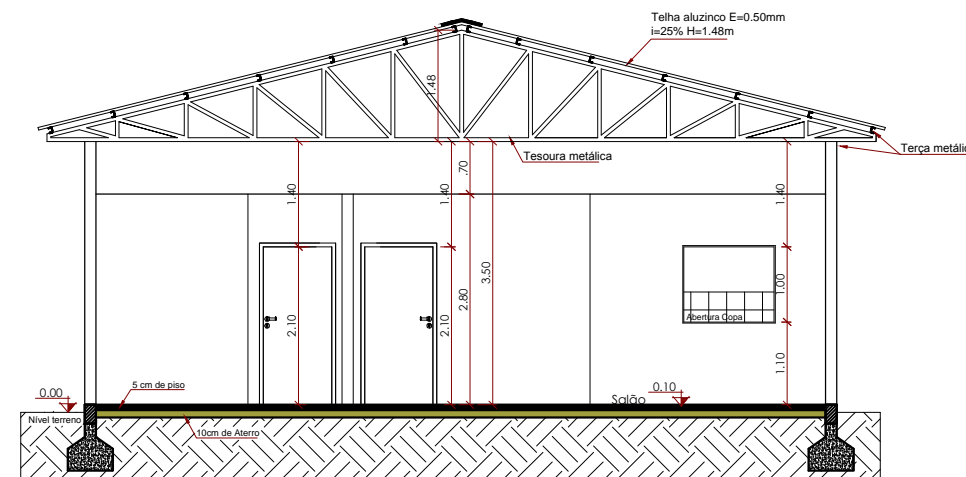 Telha aluzinco E=0.50mm
i=25% H=1.48m
1.48
Tesoura metálica
Terça metálic
1.40
1.40
.70
1.40
3.50
2.80
1.00
Abertura Copa
2.10
2.10
1.10
5 cm de piso
0.00
0.10
Salão
Nível terreno
10cm de Aterro